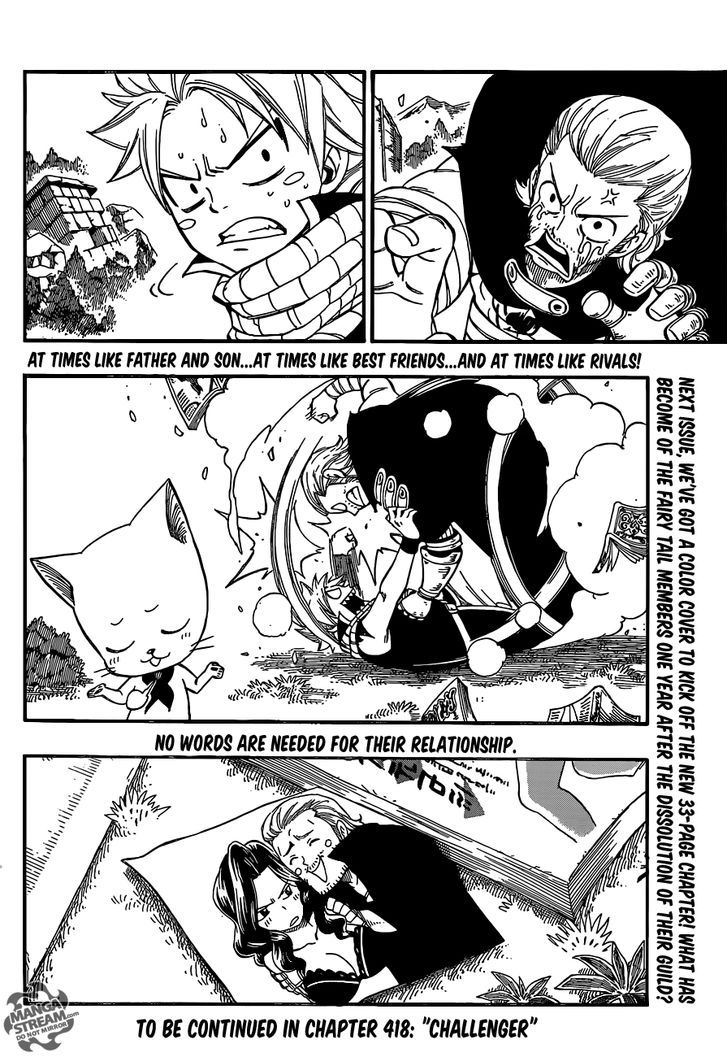 AT TIMES LIKE FATHER AND SON...AT TIMES LIKE BEST FRIENDS...AND AT TIMES LIKE RIVALS!
NEXT ISSUE, WE'VE GOT A COLOR COVER TO KICK OFF THE NEW 33-PAGE CHAPTER! WHAT HAS
BECOME OF THE FAIRY TAIL MEMBERS ONE YEAR AFTER THE DISSOLUTION OF THEIR GUILD?
NO WORDS ARE NEEDED FOR THEIR RELATIONSHIP.
MANGA
STREAM.com
DO NOT MIRROR
TO BE CONTINUED IN CHAPTER 418: "CHALLENGER"